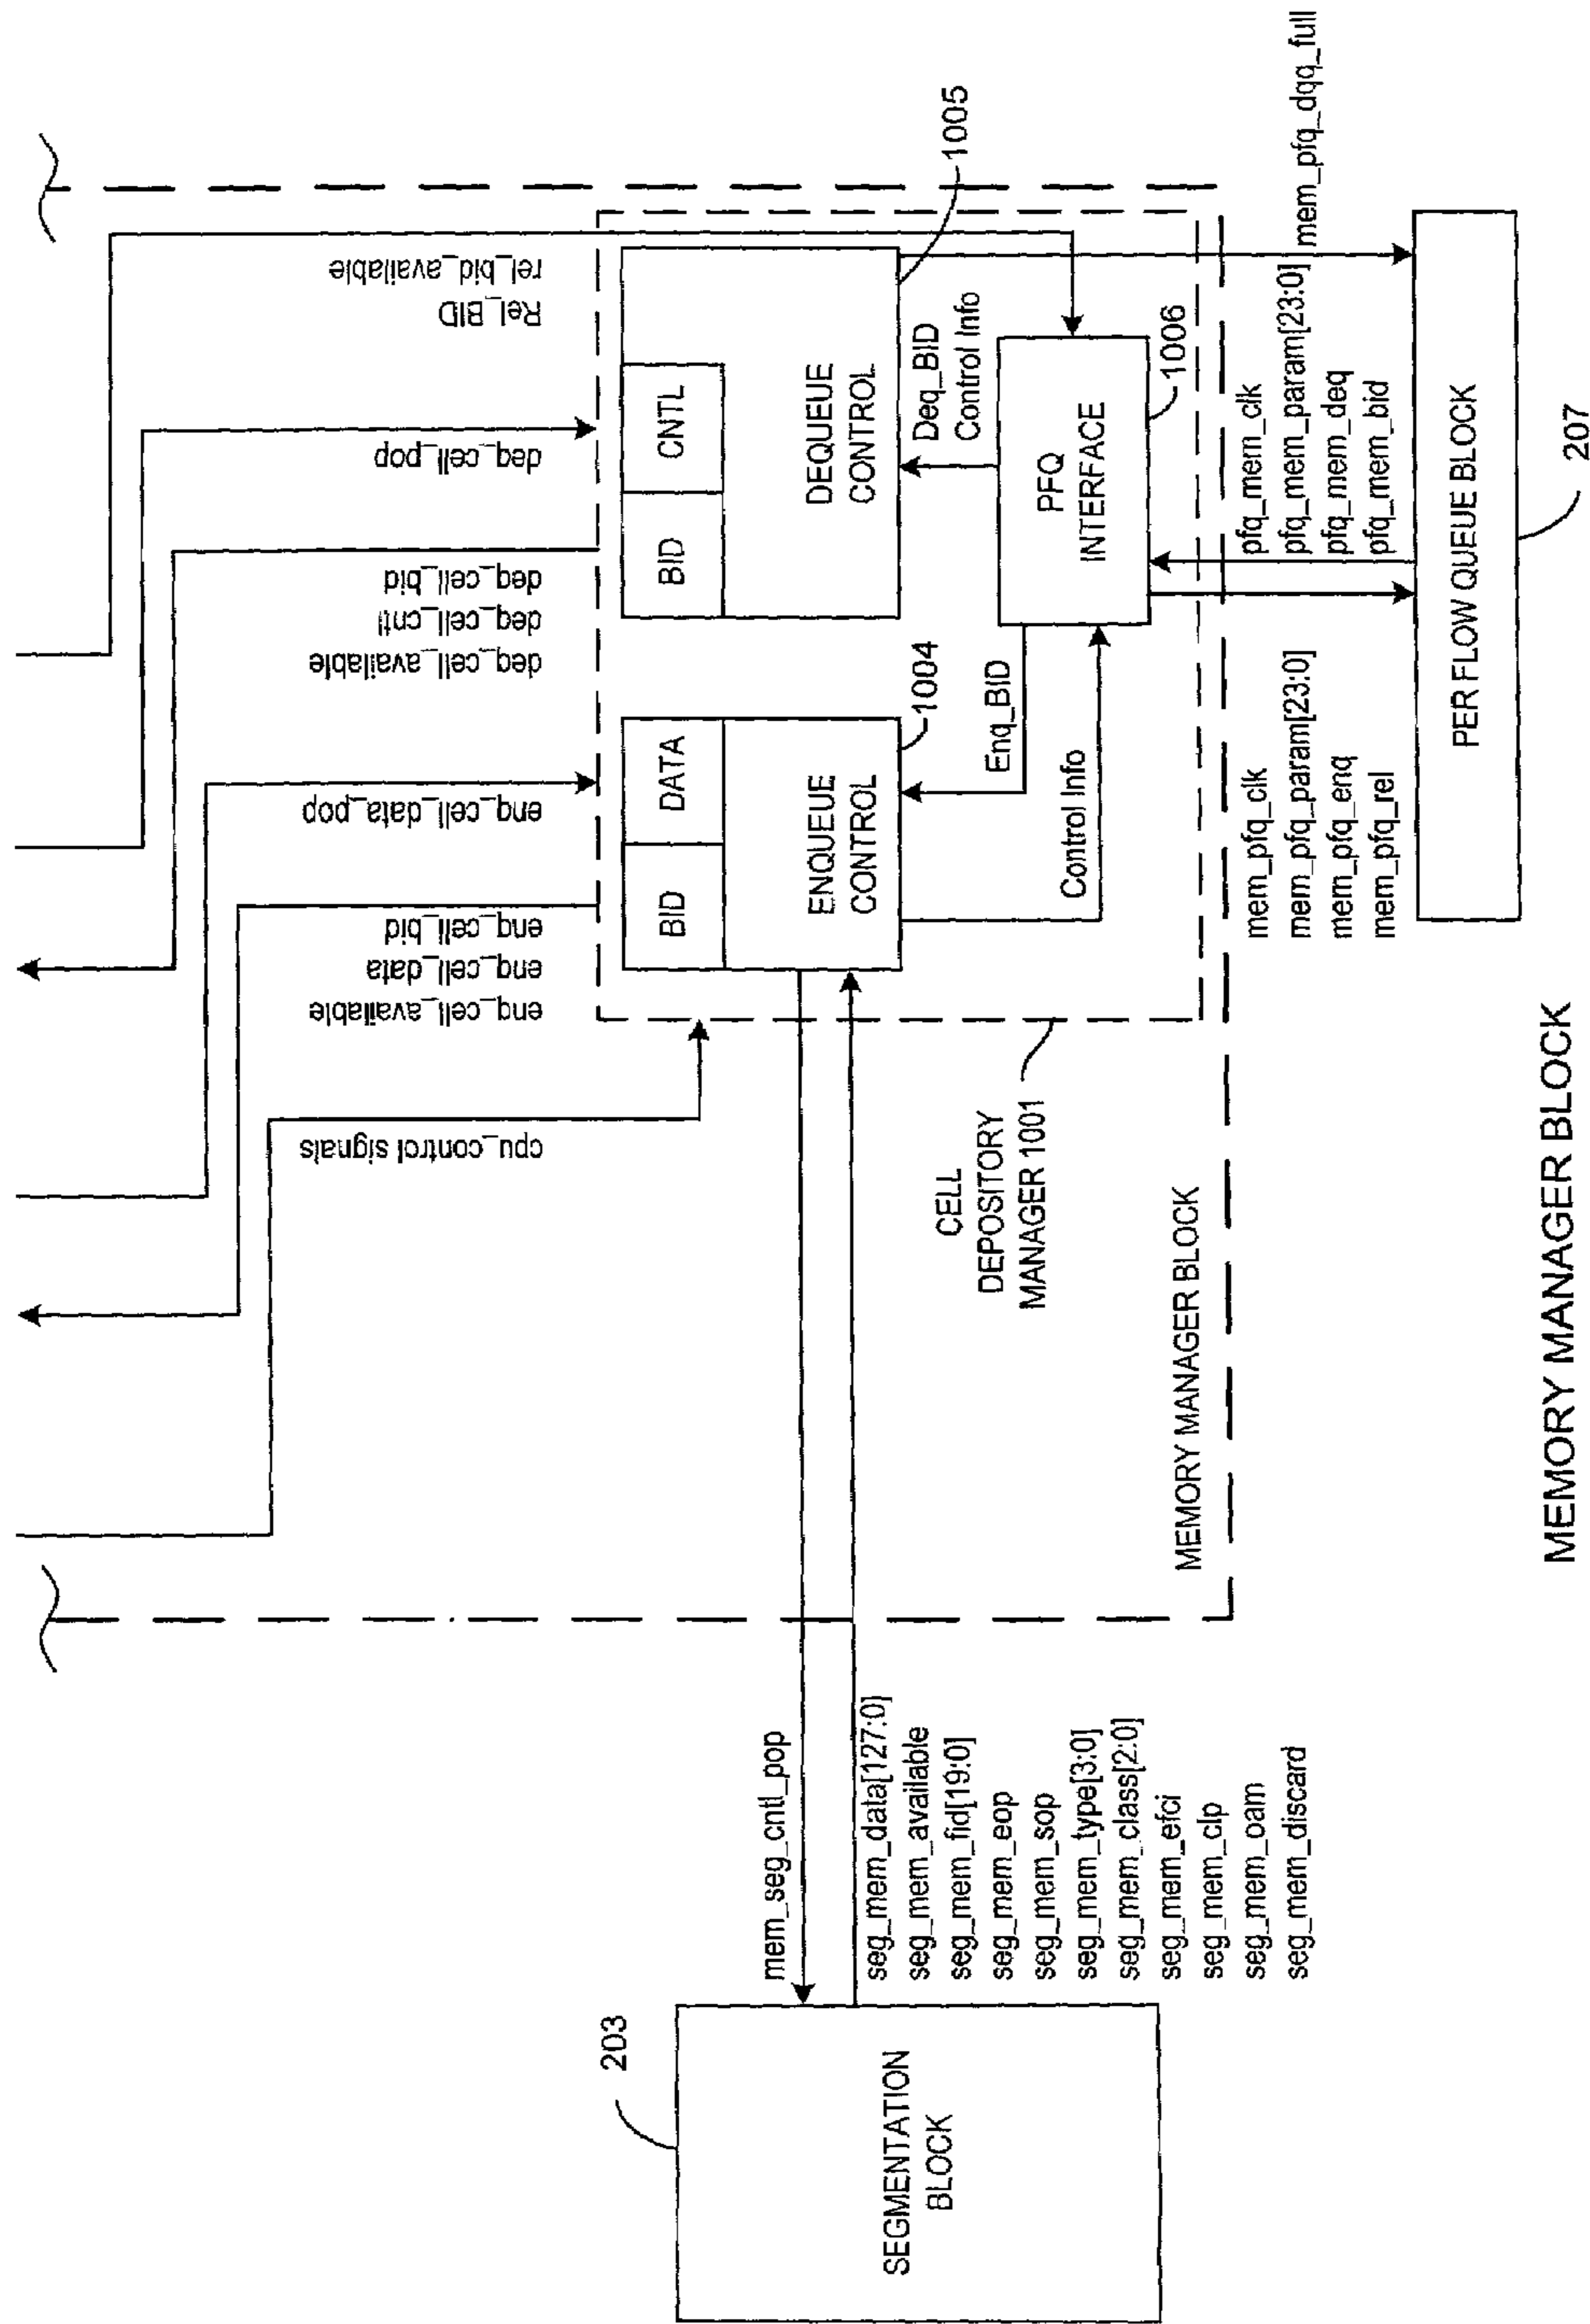 203
SEGMENTATION
BLOCK
mem_seg_cntl_pop
seg_mem_data[127:0]
seg_mem_available
seg_mem_fid[19:0]
seg_mem_eop
seg_mem_sop
seg_mem_type[3:0]
seg_mem_class[2:0]
seg_mem_efci
seg_mem_clp
seg_mem_oam
seg_mem_discard
cpu_control signals
enq_cell_available
enq_cell_data
enq_cell_bid
enq_cell_data_pop
deq_cell_available
deq_cell_cntl
deq_cell_bid
deq_cell_pop
Rel_BID
rel_bid_available
BID
DATA
ENQUEUE
CONTROL
1004
BID
CNTL
DEQUEUE
CONTROL
1005
Enq_BID
Control Info
Deq_BID
Control Info
PFQ
INTERFACE
1006
CELL
DEPOSITORY
MANAGER 1001
MEMORY MANAGER BLOCK
mem_pfq_clk
mem_pfq_param[23:0]
mem_pfq_enq
mem_pfq_rel
pfq_mem_clk
pfq_mem_param[23:0]
pfq_mem_deq
pfq_mem_bid
mem_pfq_dqq_full
PER FLOW QUEUE BLOCK
207
MEMORY MANAGER BLOCK